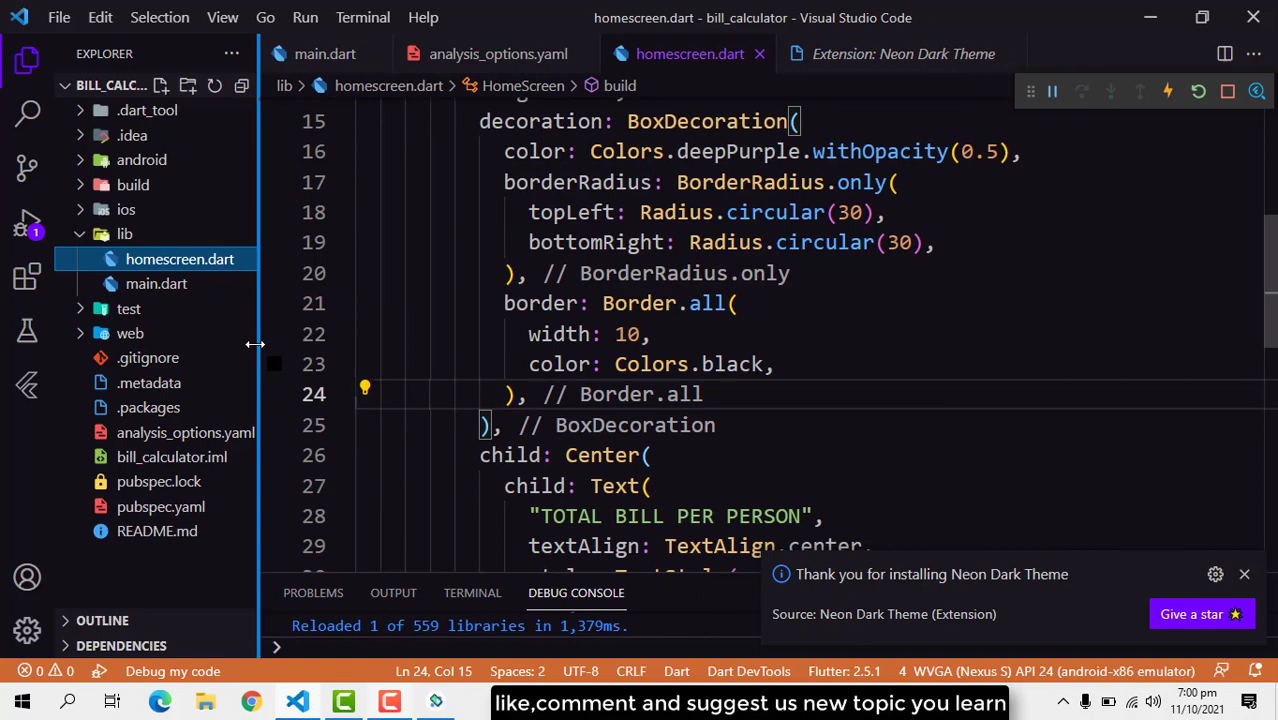 File Edit Selection View Go Run Terminal Help
homescreen.dart - bill_calculator - Visual Studio Code
EXPLORER
main.dart
analysis_options.yaml
homescreen.dart
Extension: Neon Dark Theme
BILL_CALC...
lib > homescreen.dart > HomeScreen > build
.dart_tool
.idea
android
build
ios
lib
homescreen.dart
main.dart
test
web
.gitignore
.metadata
.packages
analysis_options.yaml
bill_calculator.iml
pubspec.lock
pubspec.yaml
README.md
OUTLINE
DEPENDENCIES
1
15 decoration: BoxDecoration(
16 color: Colors.deepPurple.withOpacity(0.5),
17 borderRadius: BorderRadius.only(
18 topLeft: Radius.circular(30),
19 bottomRight: Radius.circular(30),
20 ), // BorderRadius.only
21 border: Border.all(
22 width: 10,
23 color: Colors.black,
24 ), // Border.all
25 ), // BoxDecoration
26 child: Center(
27 child: Text(
28 "TOTAL BILL PER PERSON",
29 textAlign: TextAlign.center,
PROBLEMS OUTPUT TERMINAL DEBUG CONSOLE
Reloaded 1 of 559 libraries in 1,379ms.
Thank you for installing Neon Dark Theme
Source: Neon Dark Theme (Extension)
Give a star
0 0 Debug my code
Ln 24, Col 15 Spaces: 2 UTF-8 CRLF Dart Dart DevTools Flutter: 2.5.1 4 WVGA (Nexus S) API 24 (android-x86 emulator)
like,comment and suggest us new topic you learn
7:00 pm
11/10/2021